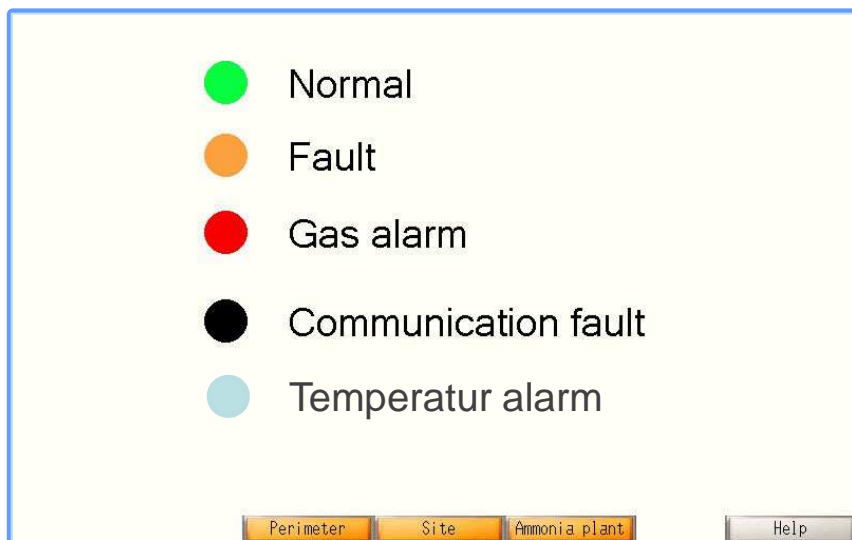 Normal
Fault
Gas alarm
Communication fault
Temperatur alarm
Perimeter Site Ammonia plant Help